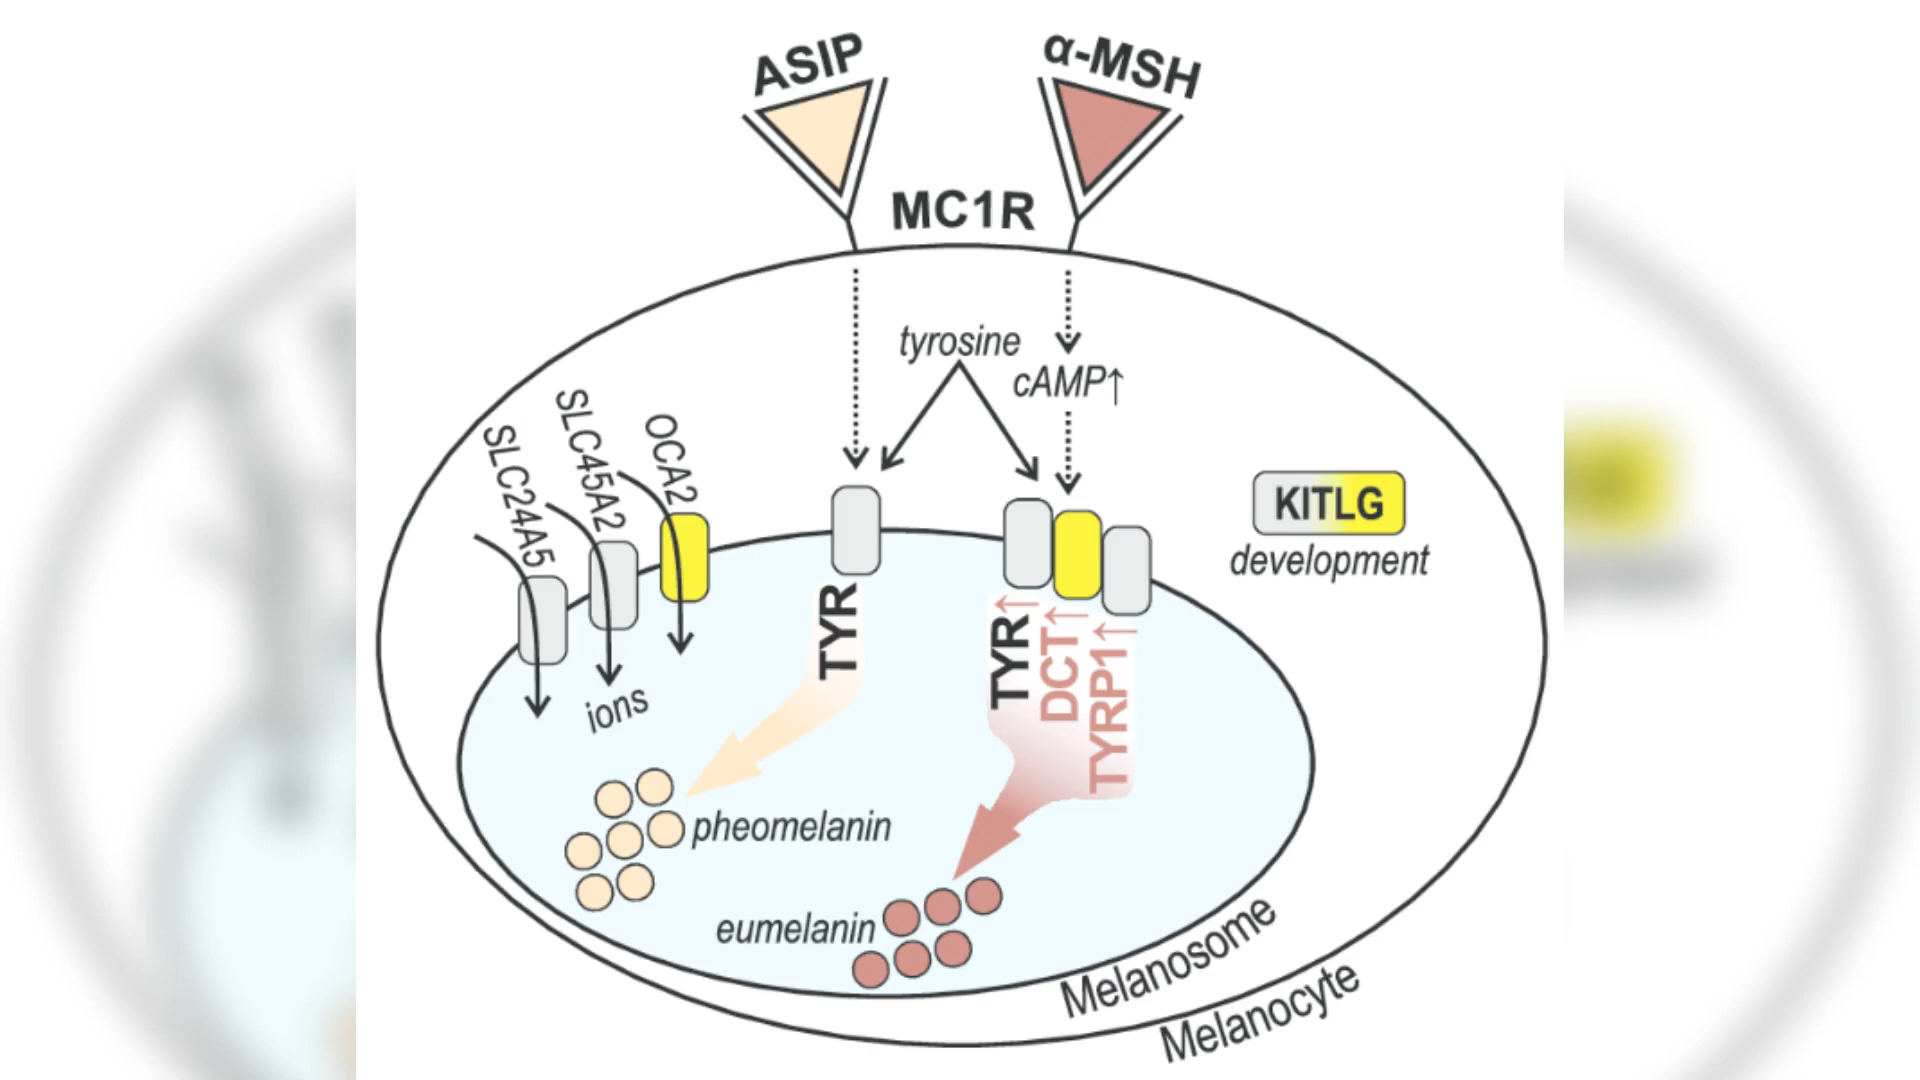 ASIP
α-MSH
MC1R
tyrosine
cAMP↑
SLC24A5
SLC45A2
OCA2
KITLG
development
TYR
TYR↑
DCT↑
TYRP1↑
ions
pheomelanin
eumelanin
Melanosome
Melanocyte